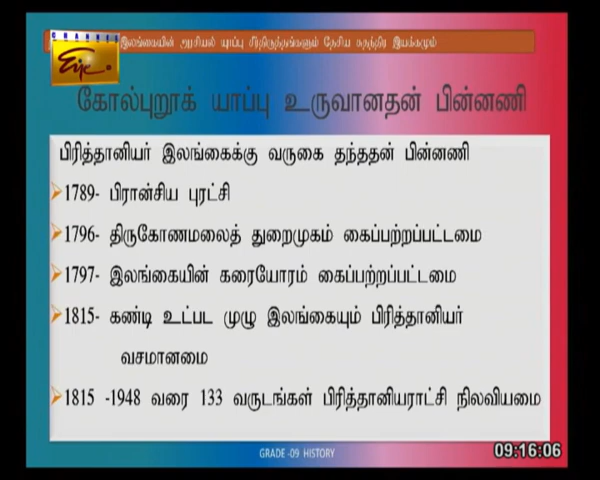 CHANNEL
Eye
இலங்கையின் அரசியல் யாப்பு சீர்திருத்தங்களும் தேசிய சுதந்திர இயக்கமும்
கோல்புறூக் யாப்பு உருவானதன் பின்னணி
பிரித்தானியர் இலங்கைக்கு வருகை தந்ததன் பின்னணி
1789- பிரான்சிய புரட்சி
1796- திருகோணமலைத் துறைமுகம் கைப்பற்றப்பட்டமை
1797- இலங்கையின் கரையோரம் கைப்பற்றப்பட்டமை
1815- கண்டி உட்பட முழு இலங்கையும் பிரித்தானியர்
வசமானமை
1815 -1948 வரை 133 வருடங்கள் பிரித்தானியராட்சி நிலவியமை
GRADE -09 HISTORY
09:16:06